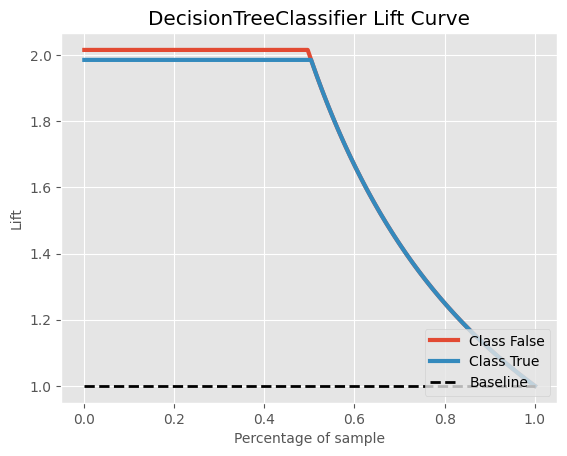 DecisionTreeClassifier Lift Curve
2.0
1.8
1.6
1.4
1.2
1.0
Lift
Class False
Class True
Baseline
0.0 0.2 0.4 0.6 0.8 1.0
Percentage of sample